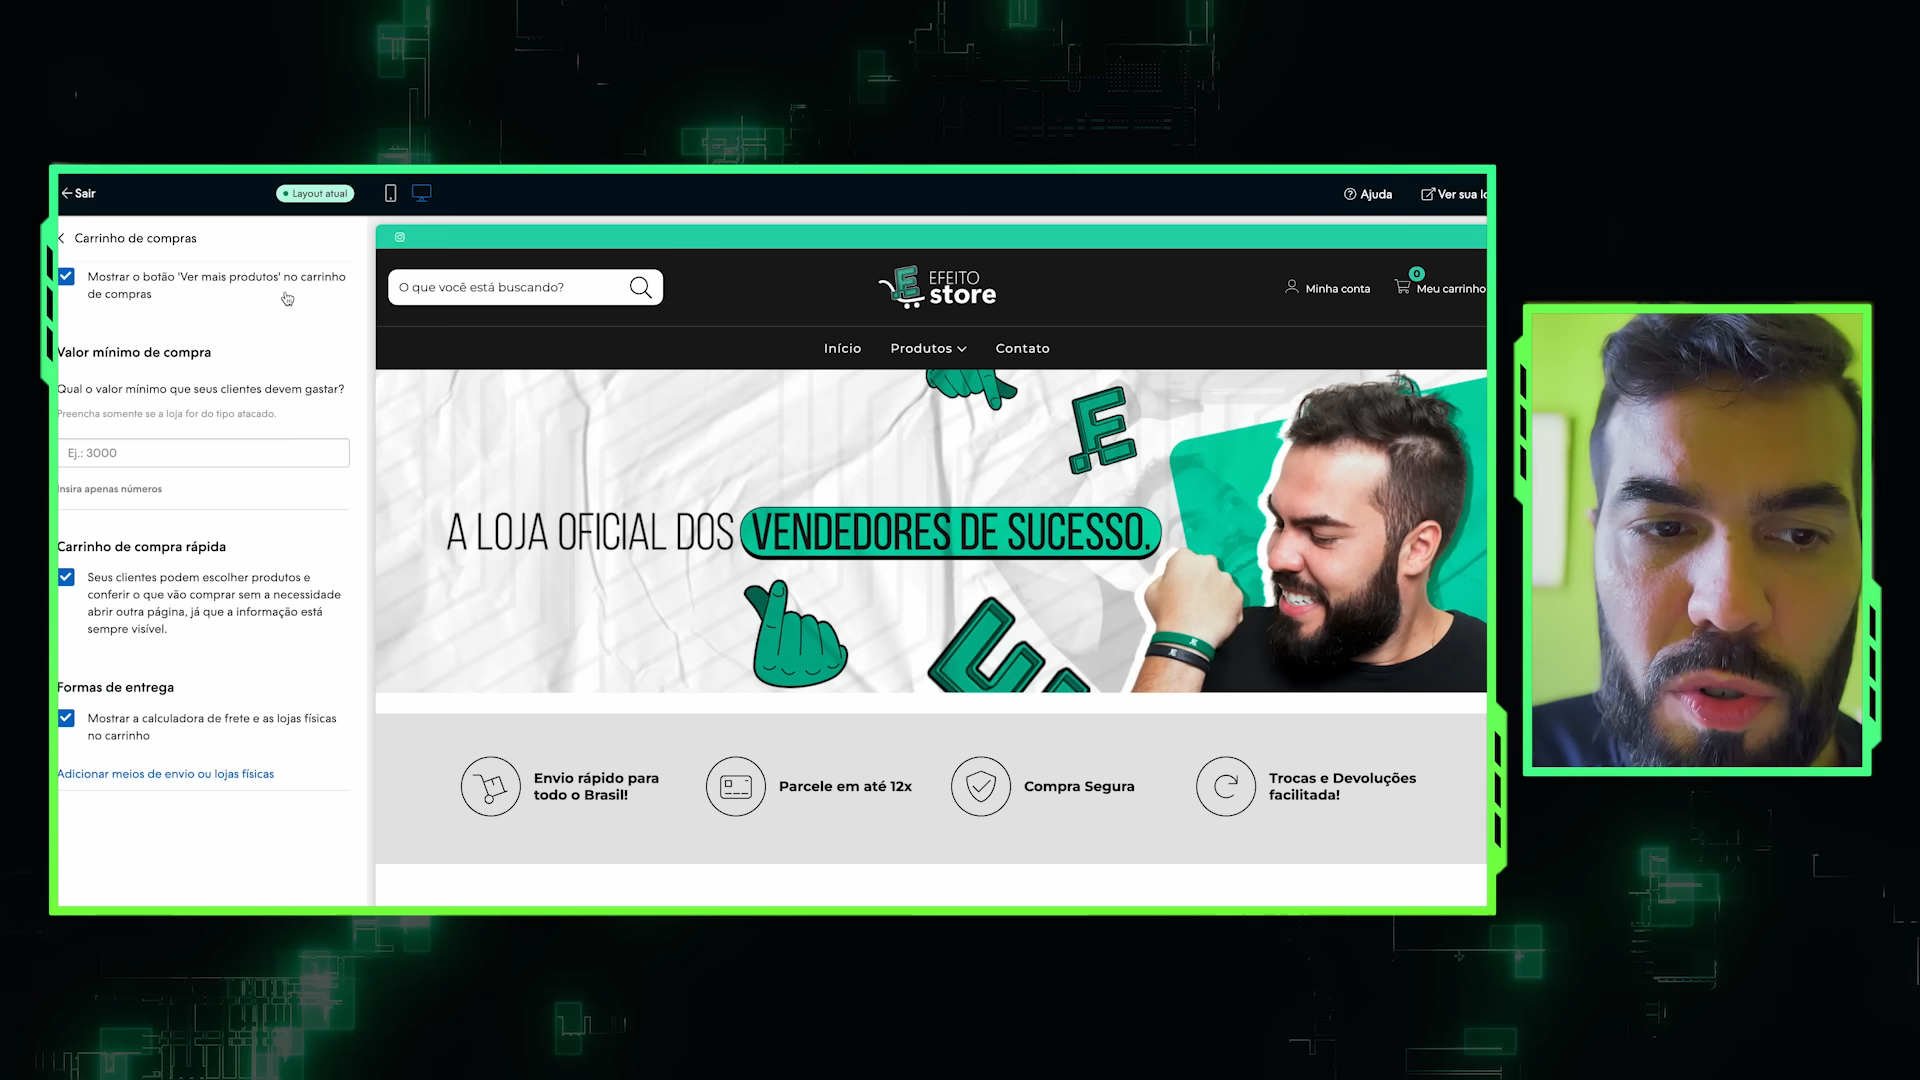 Sair
Layout atual
Ajuda
Ver sua lo
Carrinho de compras
Mostrar o botão 'Ver mais produtos' no carrinho
de compras
Valor mínimo de compra
Qual o valor mínimo que seus clientes devem gastar?
Preencha somente se a loja for do tipo atacado.
Ej.: 3000
Insira apenas números
Carrinho de compra rápida
Seus clientes podem escolher produtos e
conferir o que vão comprar sem a necessidade
abrir outra página, já que a informação está
sempre visível.
Formas de entrega
Mostrar a calculadora de frete e as lojas físicas
no carrinho
Adicionar meios de envio ou lojas físicas
O que você está buscando?
EFEITO
store
Minha conta
0
Meu carrinho
Início
Produtos
Contato
A LOJA OFICIAL DOS VENDEDORES DE SUCESSO.
Envio rápido para
todo o Brasil!
Parcele em até 12x
Compra Segura
Trocas e Devoluções
facilitada!